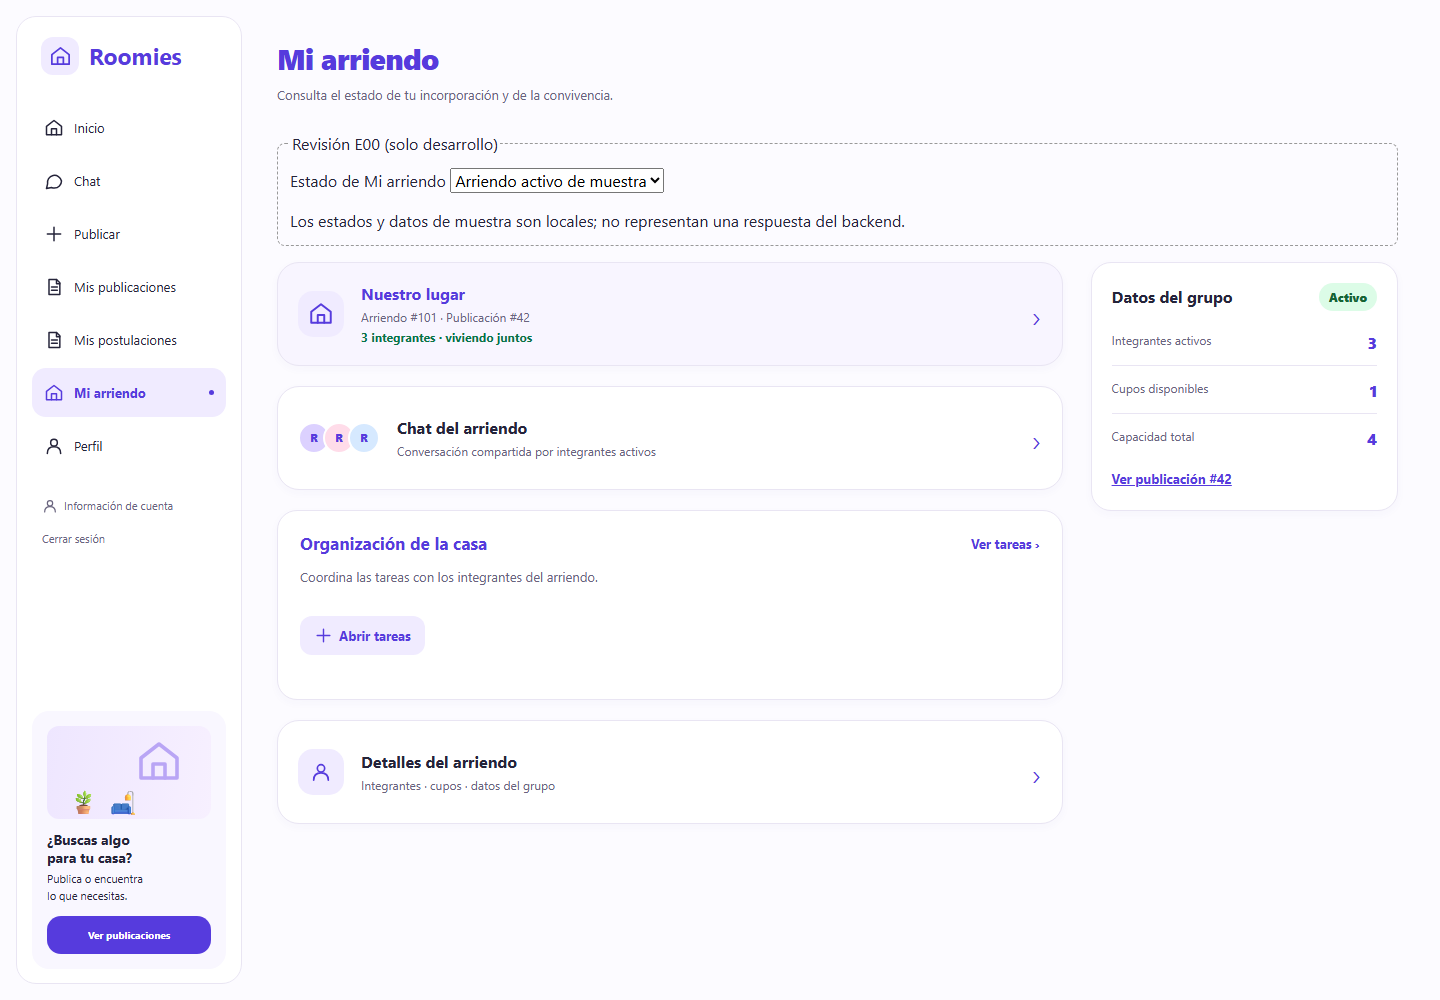 Roomies
Inicio
Chat
Publicar
Mis publicaciones
Mis postulaciones
Mi arriendo
Perfil
Información de cuenta
Cerrar sesión
¿Buscas algo
para tu casa?
Publica o encuentra
lo que necesitas.
Ver publicaciones
Mi arriendo
Consulta el estado de tu incorporación y de la convivencia.
Revisión E00 (solo desarrollo)
Estado de Mi arriendo Arriendo activo de muestra
Los estados y datos de muestra son locales; no representan una respuesta del backend.
Nuestro lugar
Arriendo #101 · Publicación #42
3 integrantes · viviendo juntos
R R R
Chat del arriendo
Conversación compartida por integrantes activos
Organización de la casa
Ver tareas ›
Coordina las tareas con los integrantes del arriendo.
Abrir tareas
Detalles del arriendo
Integrantes · cupos · datos del grupo
Datos del grupo
Activo
Integrantes activos 3
Cupos disponibles 1
Capacidad total 4
Ver publicación #42